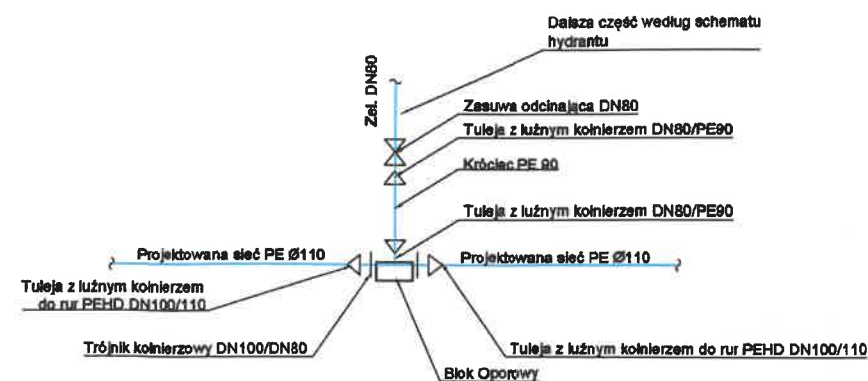 Dalsza część według schematu
hydrantu
Żel. DN80
Zasuwa odcinająca DN80
Tuleja z luźnym kołnierzem DN80/PE90
Króciec PE 90
Tuleja z luźnym kołnierzem DN80/PE90
Projektowana sieć PE Ø110
Projektowana sieć PE Ø110
Tuleja z luźnym kołnierzem
do rur PEHD DN100/110
Trójnik kołnierzowy DN100/DN80
Tuleja z luźnym kołnierzem do rur PEHD DN100/110
Blok Oporowy